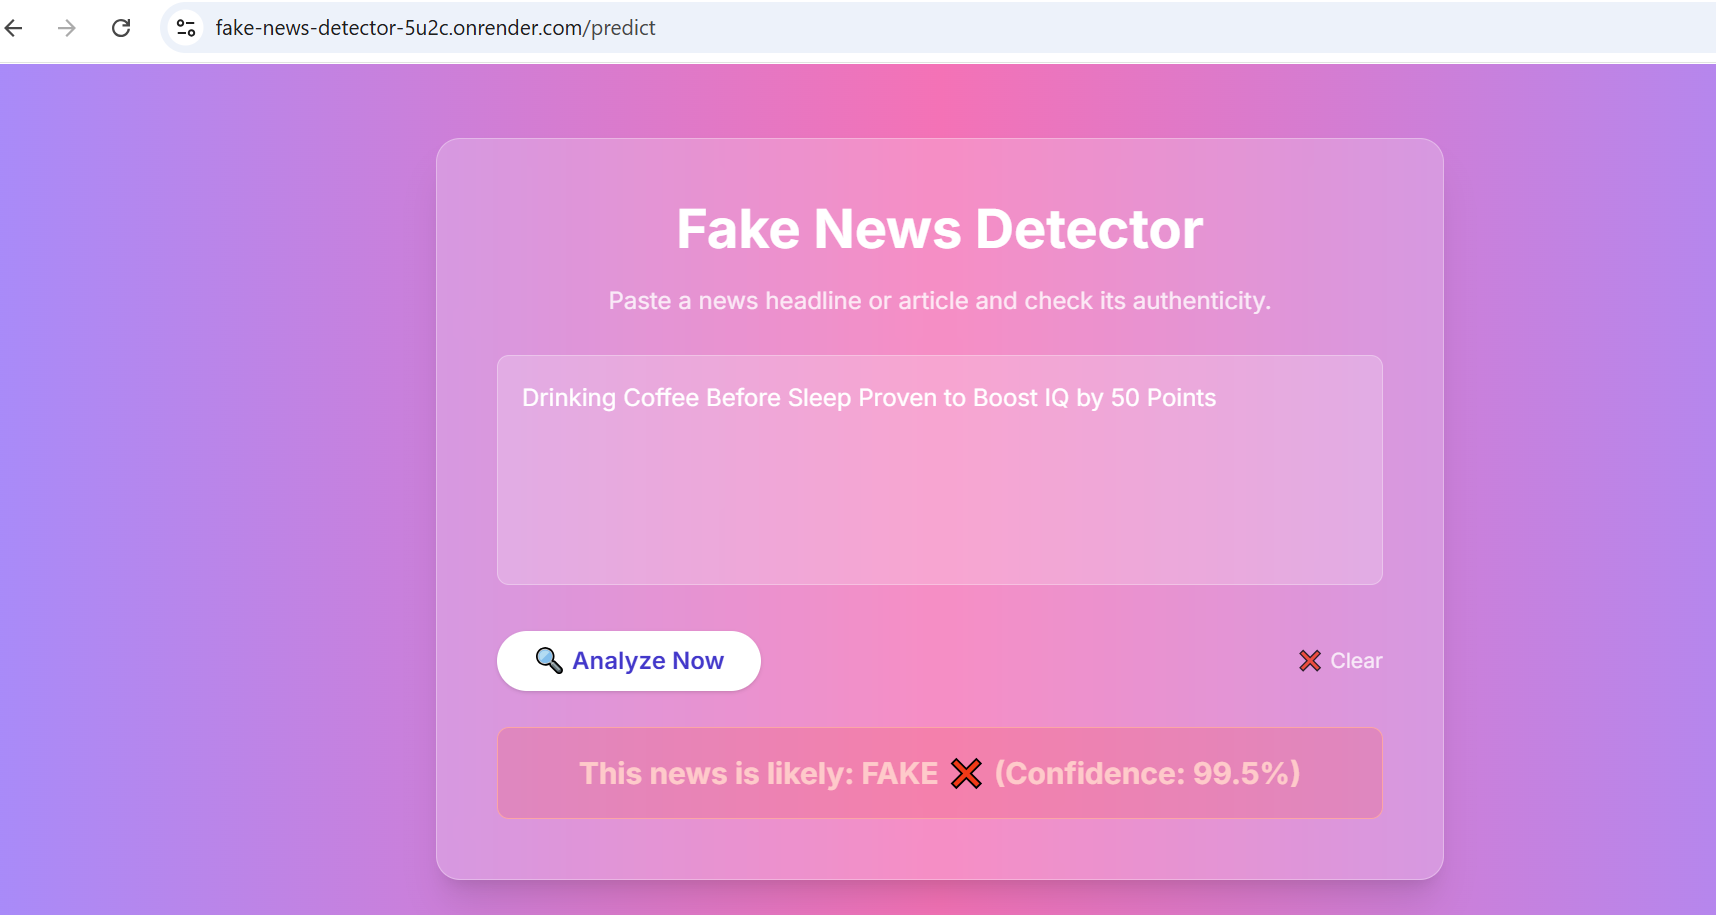 fake-news-detector-5u2c.onrender.com/predict
Fake News Detector
Paste a news headline or article and check its authenticity.
Drinking Coffee Before Sleep Proven to Boost IQ by 50 Points
🔍 Analyze Now
❌ Clear
This news is likely: FAKE ❌ (Confidence: 99.5%)